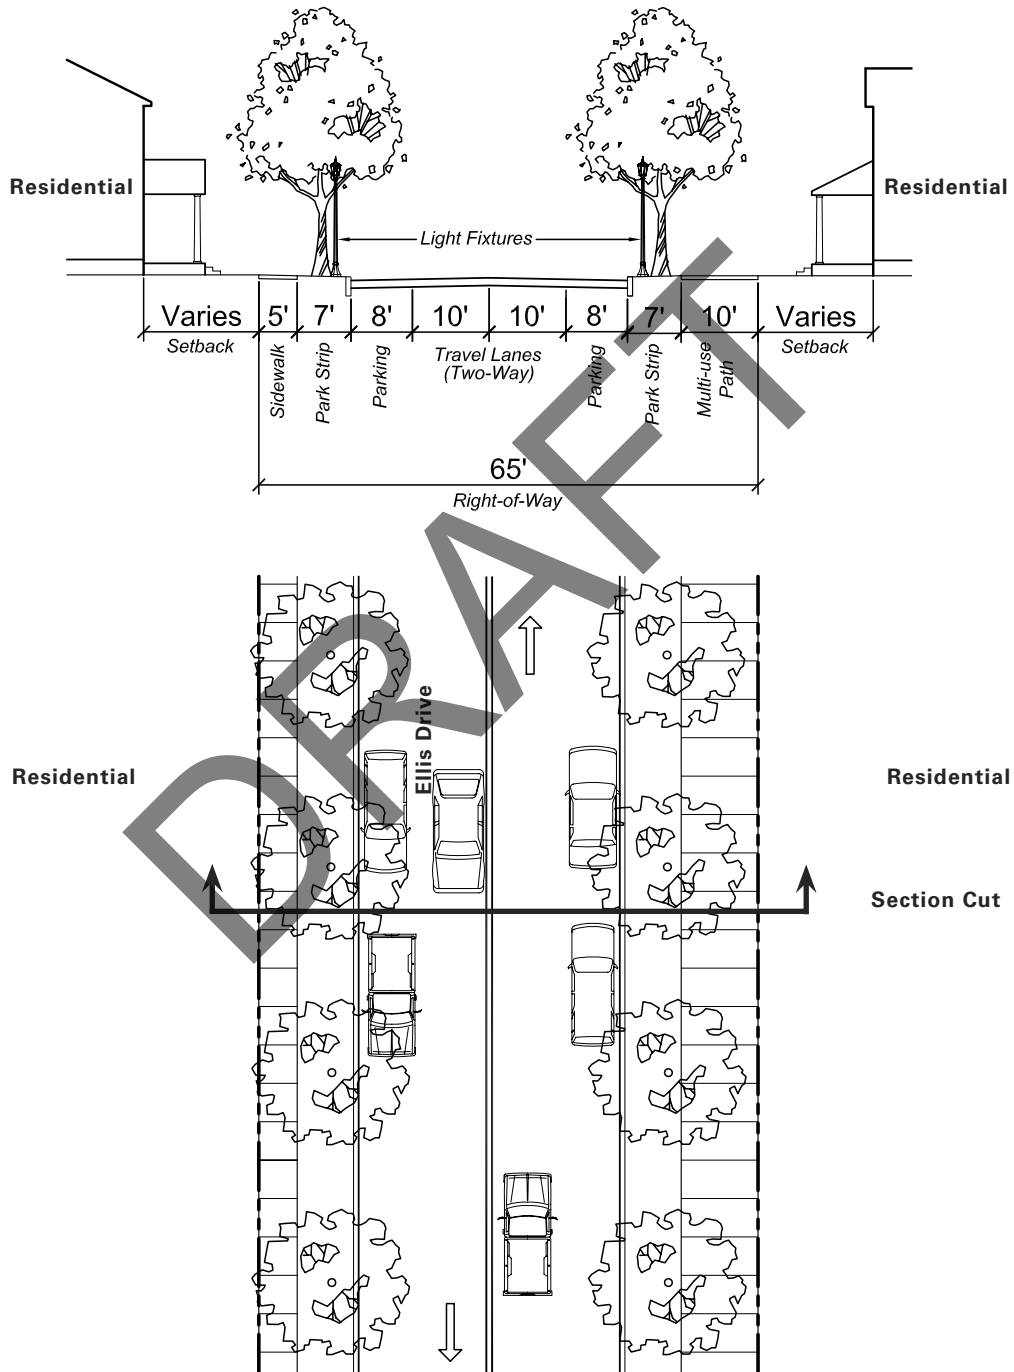 Residential
Residential
Light Fixtures
Varies
5'
7'
8'
10'
10'
8'
7'
10'
Varies
Setback
Sidewalk
Park Strip
Parking
Travel Lanes
(Two-Way)
Parking
Park Strip
Multi-use
Path
Setback
65'
Right-of-Way
DRAFT
Ellis Drive
Residential
Residential
Section Cut